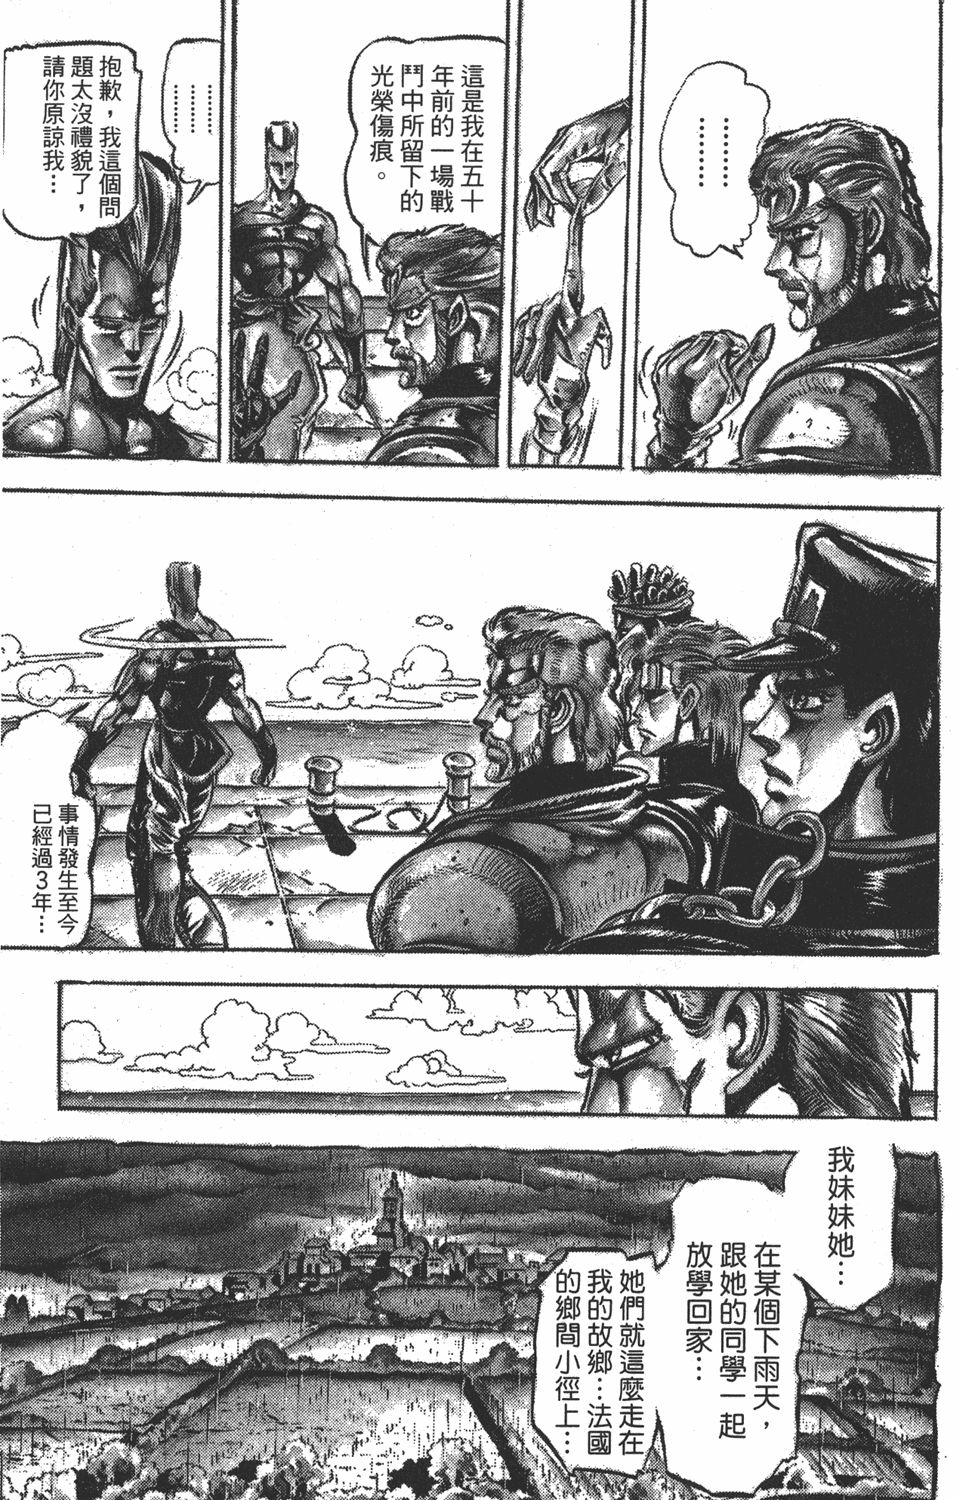 …………
…………
這是我在五十
年前的一場戰
鬥中所留下的
光榮傷痕。
…………
…………
抱歉，我這個問
題太沒禮貌了，
請你原諒我…
事情發生至今
已經過3年…
我妹妹她…
在某個下雨天，
跟她的同學一起
放學回家…
她們就這麼走在
我的故鄉…法國
的鄉間小徑上…